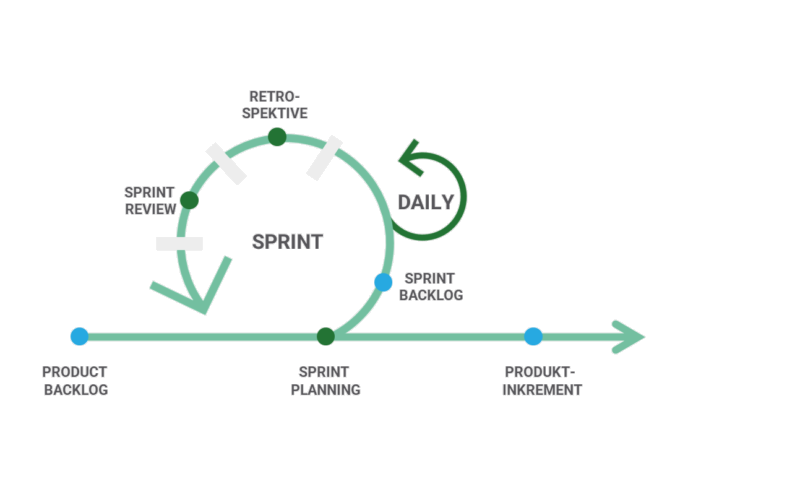 RETRO-
SPEKTIVE
SPRINT
REVIEW
DAILY
SPRINT
SPRINT
BACKLOG
PRODUCT
BACKLOG
SPRINT
PLANNING
PRODUKT-
INKREMENT